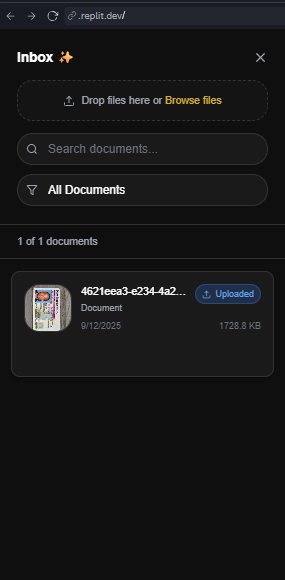 .replit.dev/
Inbox ✨
Drop files here or Browse files
Search documents...
All Documents
1 of 1 documents
4621eea3-e234-4a2...
Uploaded
Document
9/12/2025
1728.8 KB